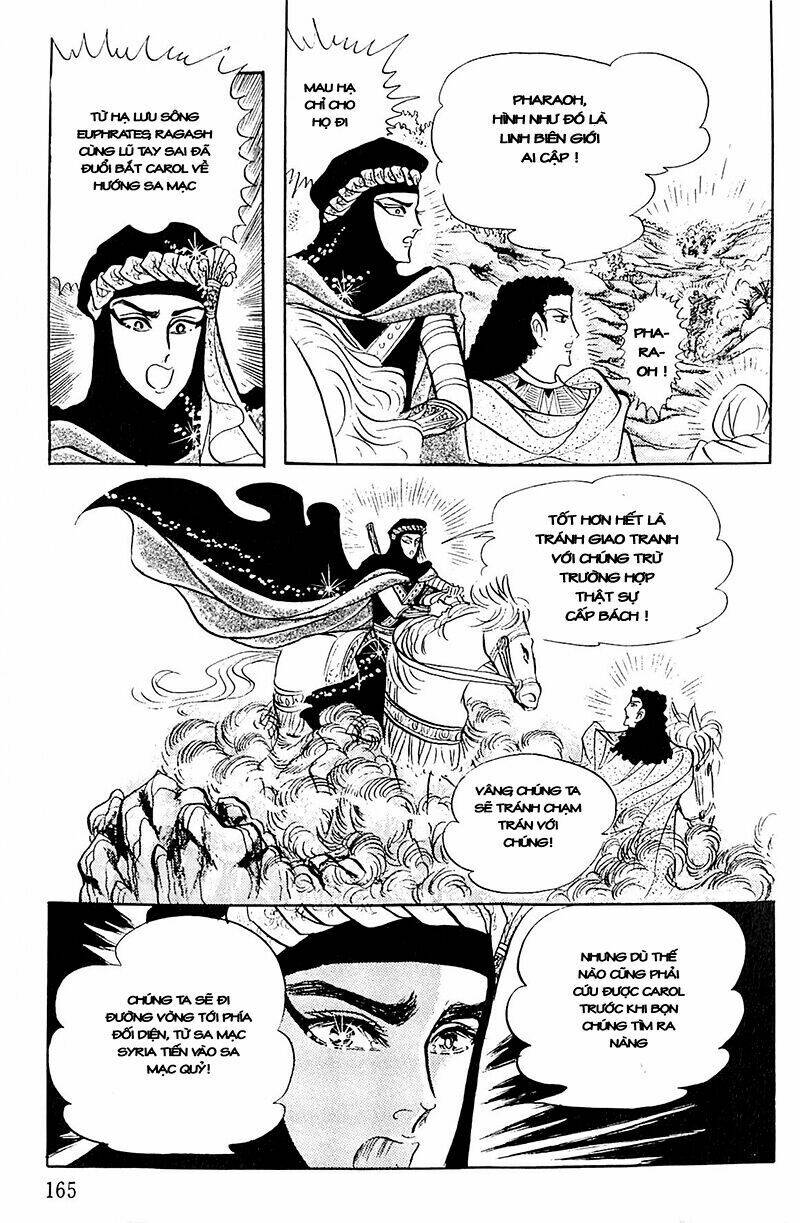 PHARAOH,
HÌNH NHƯ ĐÓ LÀ
LINH BIÊN GIỚI
AI CẬP !
MAU HẠ
CHỈ CHO
HỌ ĐI
PHA-
RA-
OH !
TỪ HẠ LƯU SÔNG
EUPHRATES, RAGASH
CÙNG LŨ TAY SAI ĐÃ
ĐUỔI BẮT CAROL VỀ
HƯỚNG SA MẠC
TỐT HƠN HẾT LÀ
TRÁNH GIAO TRANH
VỚI CHÚNG TRỪ
TRƯỜNG HỢP
THẬT SỰ
CẤP BÁCH !
VÂNG, CHÚNG TA
SẼ TRÁNH CHẠM
TRÁN VỚI
CHÚNG!
NHƯNG DÙ THẾ
NÀO CŨNG PHẢI
CỨU ĐƯỢC CAROL
TRƯỚC KHI BỌN
CHÚNG TÌM RA
NÀNG
CHÚNG TA SẼ ĐI
ĐƯỜNG VÒNG TỚI PHÍA
ĐỐI DIỆN, TỪ SA MẠC
SYRIA TIẾN VÀO SA
MẠC QUỶ!
165